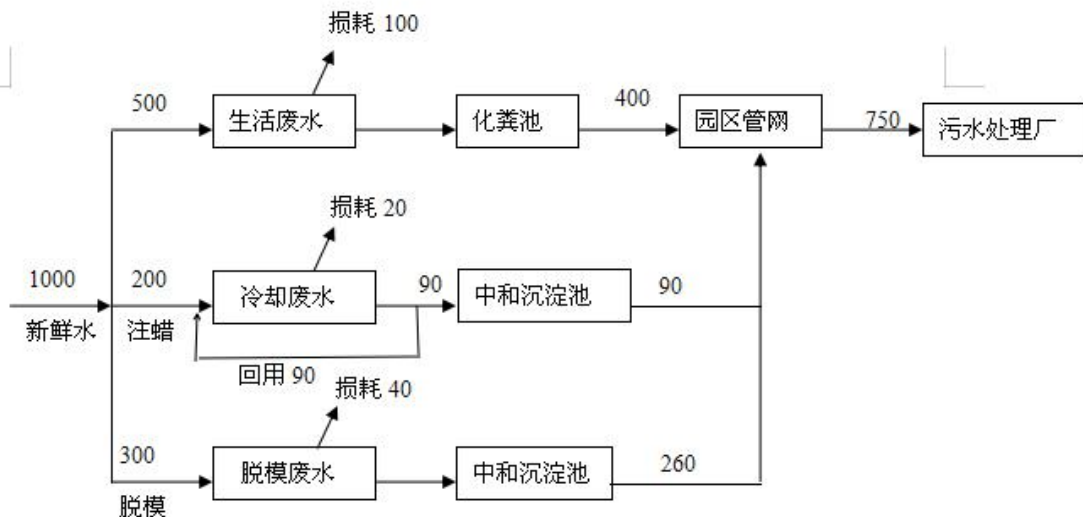 损耗 100
500
生活废水
化粪池
400
园区管网
750
污水处理厂
损耗 20
1000
200
冷却废水
90
中和沉淀池
90
新鲜水
注蜡
回用 90
损耗 40
300
脱模废水
中和沉淀池
260
脱模